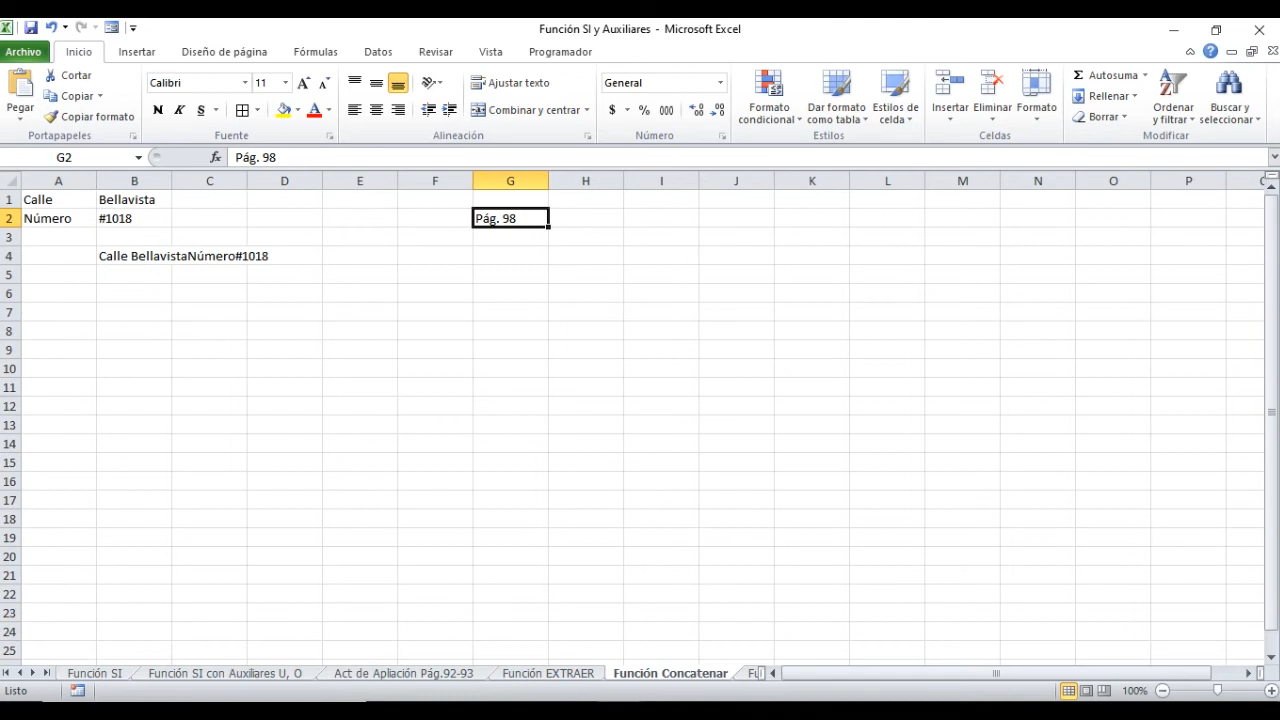 Función SI y Auxiliares - Microsoft Excel
Archivo Inicio Insertar Diseño de página Fórmulas Datos Revisar Vista Programador
Pegar
Cortar
Copiar
Copiar formato
Portapapeles
Calibri 11
N K S A
Fuente
Ajustar texto
Combinar y centrar
Alineación
General
$ % 000
Número
Formato condicional
Dar formato como tabla
Estilos de celda
Estilos
Insertar Eliminar Formato
Celdas
Autosuma
Rellenar
Borrar
Ordenar y filtrar
Buscar y seleccionar
Modificar
G2 fx Pág. 98
A B C D E F G H I J K L M N O P
1 Calle Bellavista
2 Número #1018 Pág. 98
3
4 Calle BellavistaNúmero#1018
5
6
7
8
9
10
11
12
13
14
15
16
17
18
19
20
21
22
23
24
25
Función SI Función SI con Auxiliares U, O Act de Apliación Pág.92-93 Función EXTRAER Función Concatenar
Listo 100%